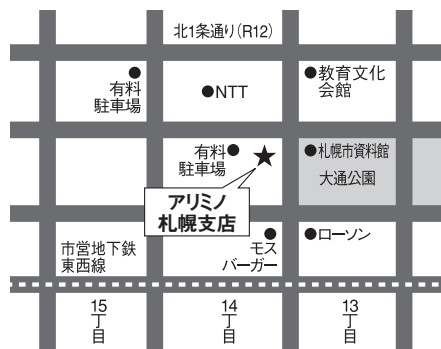 北1条通り(R12)
有料
駐車場
NTT
教育文化
会館
有料
駐車場
札幌市資料館
大通公園
アリミノ
札幌支店
市営地下鉄
東西線
モス
バーガー
ローソン
15
丁
目
14
丁
目
13
丁
目